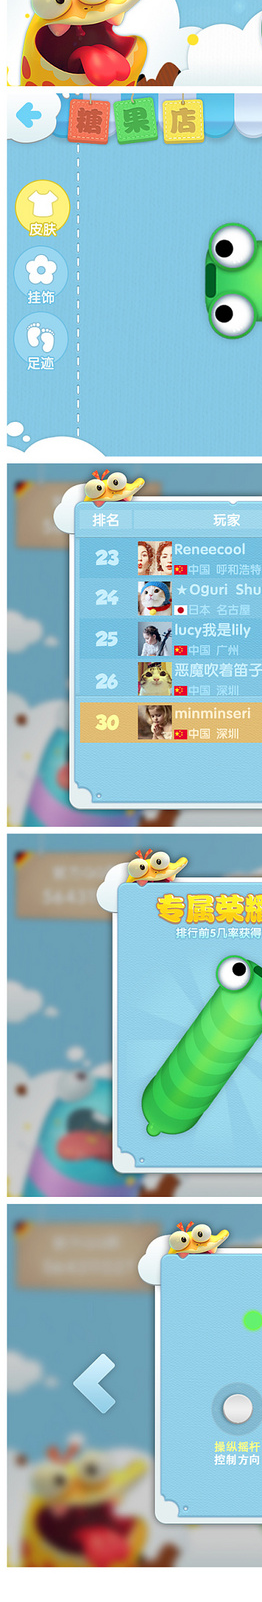 糖果店
皮肤
挂饰
足迹
排名 玩家
23 Reneecool
中国 呼和浩特
24 ★Oguri Shu
日本 名古屋
25 lucy我是lily
中国 广州
26 恶魔吹着笛子
中国 深圳
30 minminseri
中国 深圳
专属荣耀
排行前5几率获得
操纵摇杆
控制方向